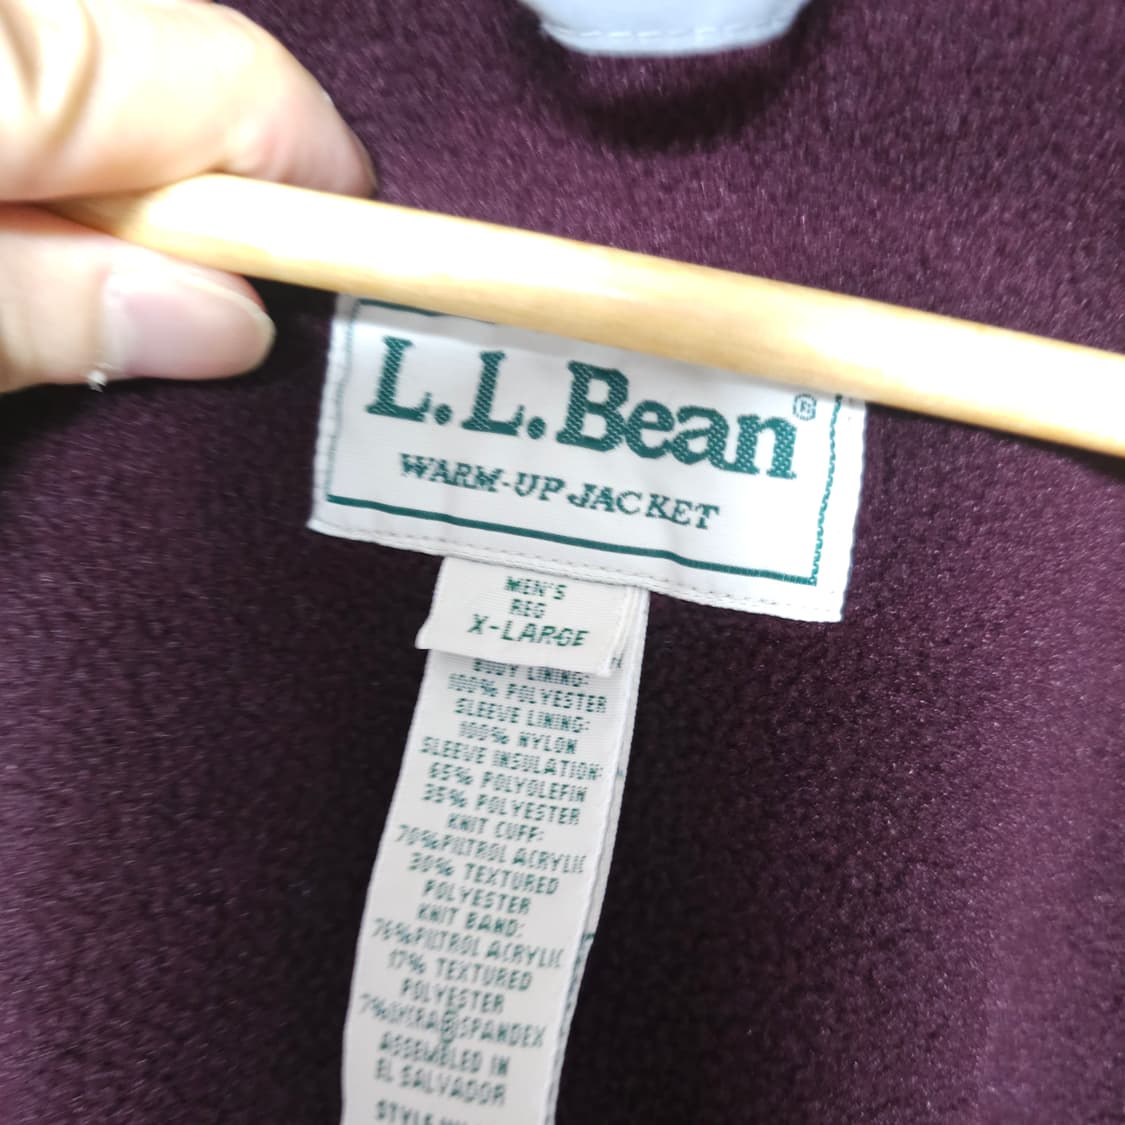 L.L.Bean®
WARM-UP JACKET
MEN'S
REG
X-LARGE
BODY LINING:
100% POLYESTER
SLEEVE LINING:
100% NYLON
SLEEVE INSULATION:
65% POLYOLEFIN
35% POLYESTER
KNIT CUFF:
70%PILTROL ACRYLIC
30% TEXTURED
POLYESTER
KNIT BAND:
76%PILTROL ACRYLIC
17% TEXTURED
POLYESTER
7%LYCRA®SPANDEX
ASSEMBLED IN
EL SALVADOR
STYLE